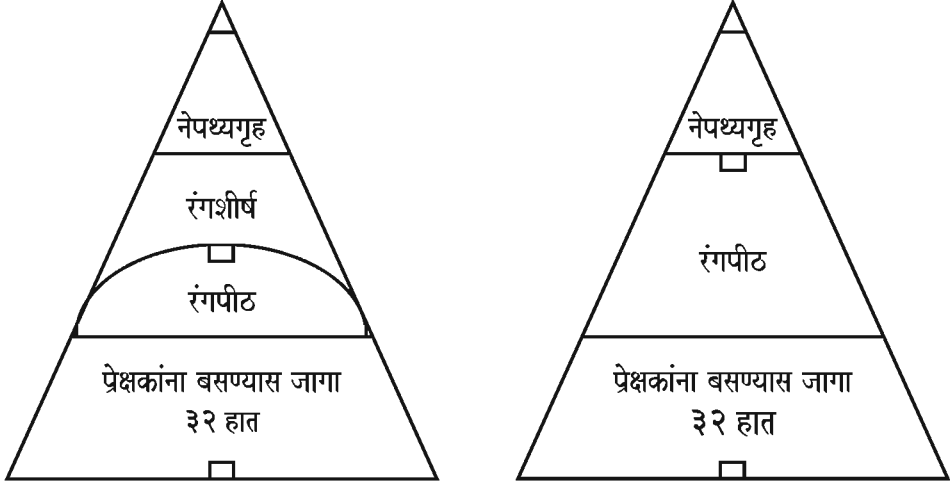 नेपथ्यगृह
रंगशीर्ष
रंगपीठ
प्रेक्षकांना बसण्यास जागा
३२ हात
नेपथ्यगृह
रंगपीठ
प्रेक्षकांना बसण्यास जागा
३२ हात